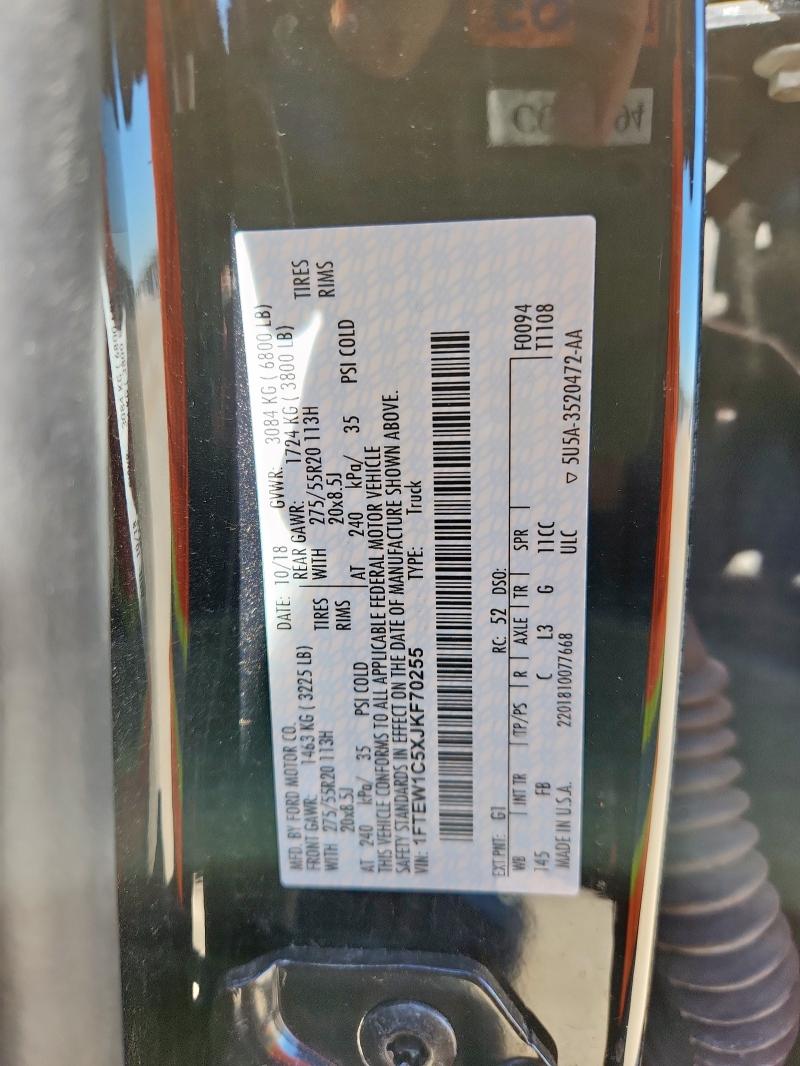 MFD. BY FORD MOTOR CO.
DATE: 10/18 GVWR: 3084 KG ( 6800 LB)
FRONT GAWR: 1463 KG ( 3225 LB)
REAR GAWR: 1724 KG ( 3800 LB)
WITH 275/55R20 113H TIRES
WITH 275/55R20 113H TIRES
20x8.5J RIMS
20x8.5J RIMS
AT 240 kPa/ 35 PSI COLD
AT 240 kPa/ 35 PSI COLD
THIS VEHICLE CONFORMS TO ALL APPLICABLE FEDERAL MOTOR VEHICLE
SAFETY STANDARDS IN EFFECT ON THE DATE OF MANUFACTURE SHOWN ABOVE.
VIN: 1FTEW1C5XJKF70255 TYPE: Truck
EXT PNT: G1 RC: 52 DSO: F0094
WB INT TR TP/PS R AXLE TR SPR T1108
145 FB C L3 G 11CC
MADE IN U.S.A. 2201810077668 ULC ▽ 5U5A-3520472-AA